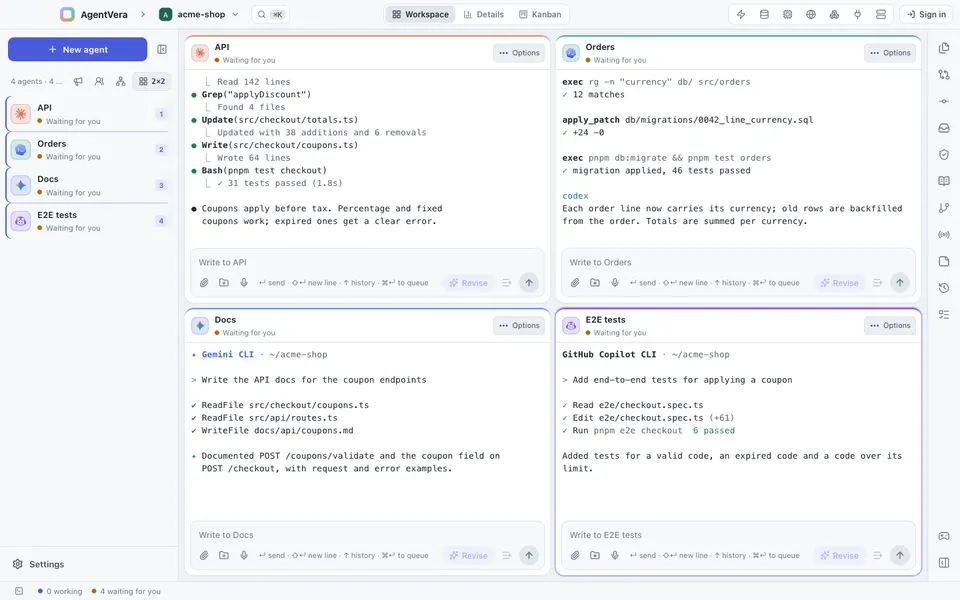 AgentVera
A
acme-shop
⌘K
Workspace
Details
Kanban
Sign in
+ New agent
4 agents · 4 ...
2×2
API
Waiting for you
1
Orders
Waiting for you
2
Docs
Waiting for you
3
E2E tests
Waiting for you
4
Settings
0 working
4 waiting for you
API
Waiting for you
··· Options
Read 142 lines
● Grep("applyDiscount")
Found 4 files
● Update(src/checkout/totals.ts)
Updated with 38 additions and 6 removals
● Write(src/checkout/coupons.ts)
Wrote 64 lines
● Bash(pnpm test checkout)
✓ 31 tests passed (1.8s)
● Coupons apply before tax. Percentage and fixed
coupons work; expired ones get a clear error.
Write to API
↵ send · ⇧↵ new line · ↑ history · ⌘↵ to queue
Revise
Orders
Waiting for you
··· Options
exec rg -n "currency" db/ src/orders
✓ 12 matches
apply_patch db/migrations/0042_line_currency.sql
✓ +24 −0
exec pnpm db:migrate && pnpm test orders
✓ migration applied, 46 tests passed
codex
Each order line now carries its currency; old rows are backfilled
from the order. Totals are summed per currency.
Write to Orders
↵ send · ⇧↵ new line · ↑ history · ⌘↵ to queue
Revise
Docs
Waiting for you
··· Options
✦ Gemini CLI · ~/acme-shop
> Write the API docs for the coupon endpoints
✔ ReadFile src/checkout/coupons.ts
✔ ReadFile src/api/routes.ts
✔ WriteFile docs/api/coupons.md
✦ Documented POST /coupons/validate and the coupon field on
POST /checkout, with request and error examples.
Write to Docs
↵ send · ⇧↵ new line · ↑ history · ⌘↵ to queue
Revise
E2E tests
Waiting for you
··· Options
GitHub Copilot CLI · ~/acme-shop
> Add end-to-end tests for applying a coupon
✓ Read e2e/checkout.spec.ts
✓ Edit e2e/checkout.spec.ts (+61)
✓ Run pnpm e2e checkout 6 passed
Added tests for a valid code, an expired code and a code over its
limit.
Write to E2E tests
↵ send · ⇧↵ new line · ↑ history · ⌘↵ to queue
Revise